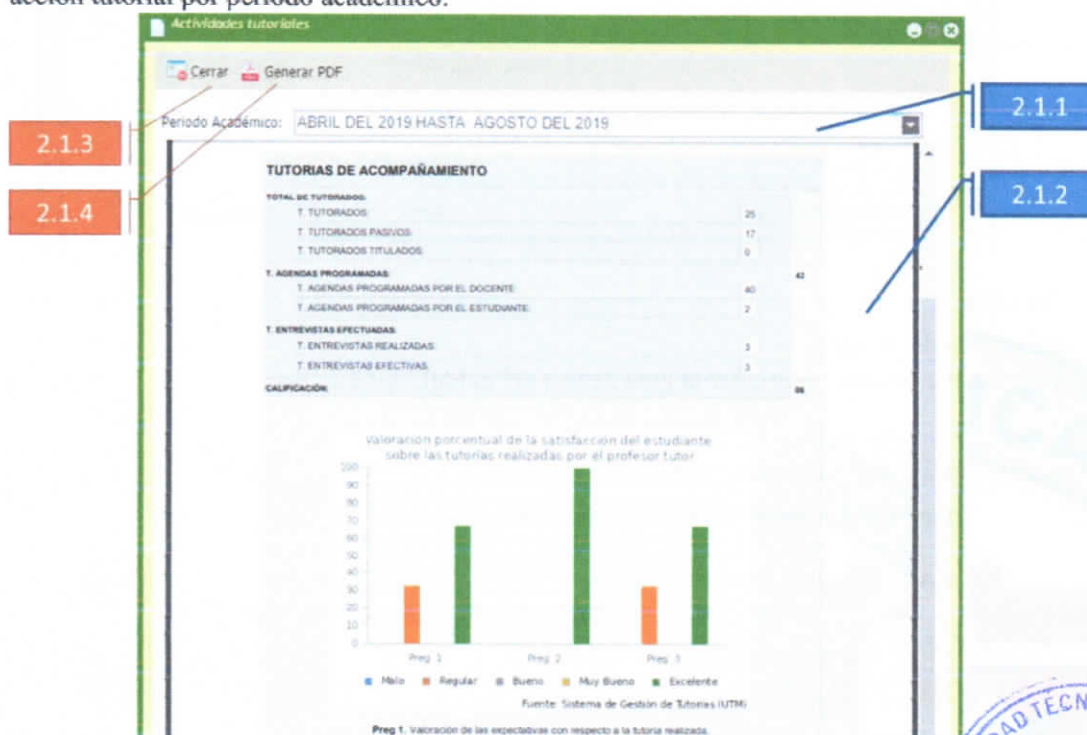 acción tutorial por periodo académico.
Actividades tutoriales
Cerrar Generar PDF
Periodo Académico: ABRIL DEL 2019 HASTA AGOSTO DEL 2019
2.1.1
2.1.2
2.1.3
2.1.4
TUTORIAS DE ACOMPAÑAMIENTO
TOTAL DE TUTORADOS:
T. TUTORADOS: 25
T. TUTORADOS PASIVOS: 17
T. TUTORADOS TITULADOS: 0
T. AGENDAS PROGRAMADAS: 42
T. AGENDAS PROGRAMADAS POR EL DOCENTE: 40
T. AGENDAS PROGRAMADAS POR EL ESTUDIANTE: 2
T. ENTREVISTAS EFECTUADAS:
T. ENTREVISTAS REALIZADAS: 3
T. ENTREVISTAS EFECTIVAS: 3
CALIFICACIÓN:
Valoración porcentual de la satisfacción del estudiante
sobre las tutorías realizadas por el profesor tutor
100
90
80
70
60
50
40
30
20
10
0
Preg 1 Preg 2 Preg 3
Malo Regular Bueno Muy Bueno Excelente
Fuente: Sistema de Gestión de Tutorías (UTM)
Preg 1. Valoración de las expectativas con respecto a la tutoría realizada.